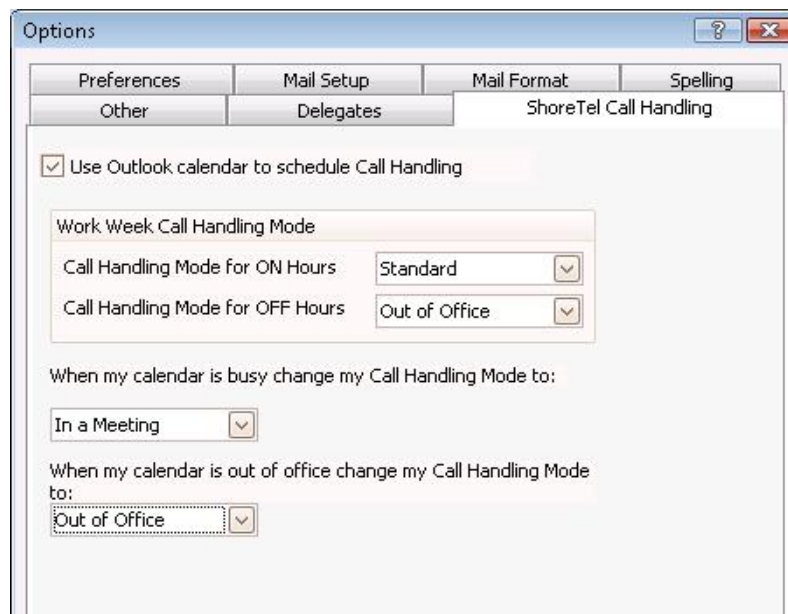 Options
Preferences Mail Setup Mail Format Spelling
Other Delegates ShoreTel Call Handling
Use Outlook calendar to schedule Call Handling
Work Week Call Handling Mode
Call Handling Mode for ON Hours Standard
Call Handling Mode for OFF Hours Out of Office
When my calendar is busy change my Call Handling Mode to:
In a Meeting
When my calendar is out of office change my Call Handling Mode
to:
Out of Office